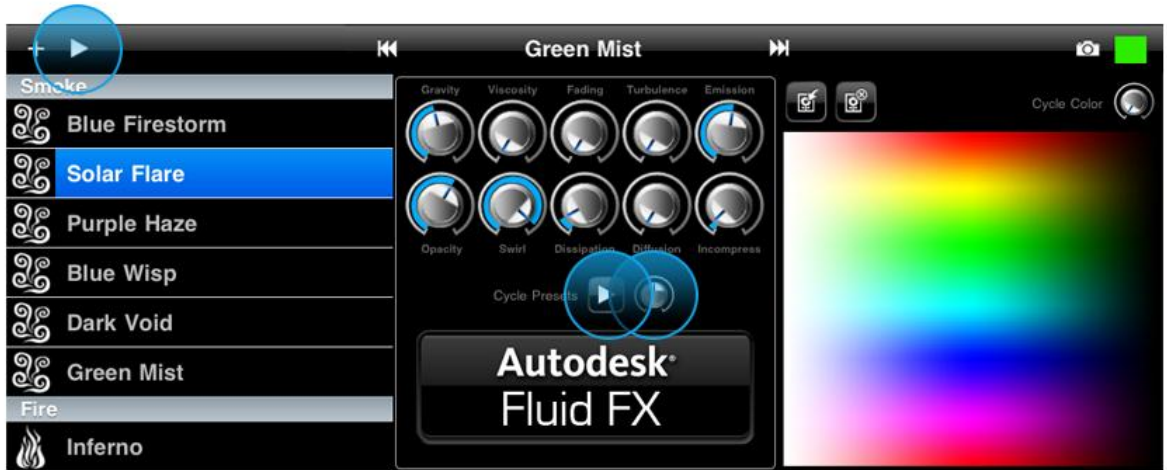 + Green Mist
Smoke
Blue Firestorm
Solar Flare
Purple Haze
Blue Wisp
Dark Void
Green Mist
Fire
Inferno
Gravity Viscosity Fading Turbulence Emission
Opacity Swirl Dissipation Diffusion Incompress
Cycle Presets
Autodesk®
Fluid FX
Cycle Color